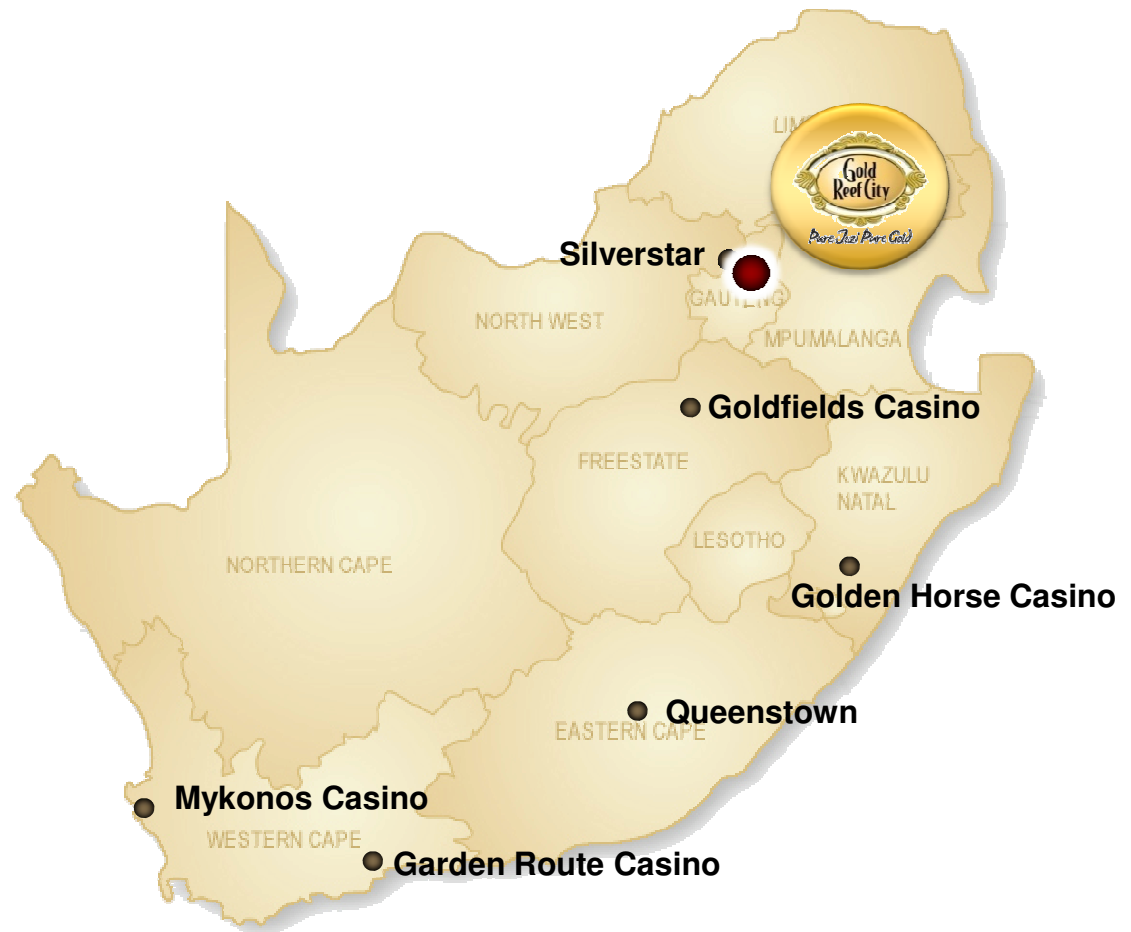 Gold
Reef City
Pure Jozi Pure Gold
Silverstar
NORTH WEST
MPUMALANGA
Goldfields Casino
FREESTATE
KWAZULU
NATAL
LESOTHO
NORTHERN CAPE
Golden Horse Casino
Queenstown
EASTERN CAPE
Mykonos Casino
WESTERN CAPE
Garden Route Casino